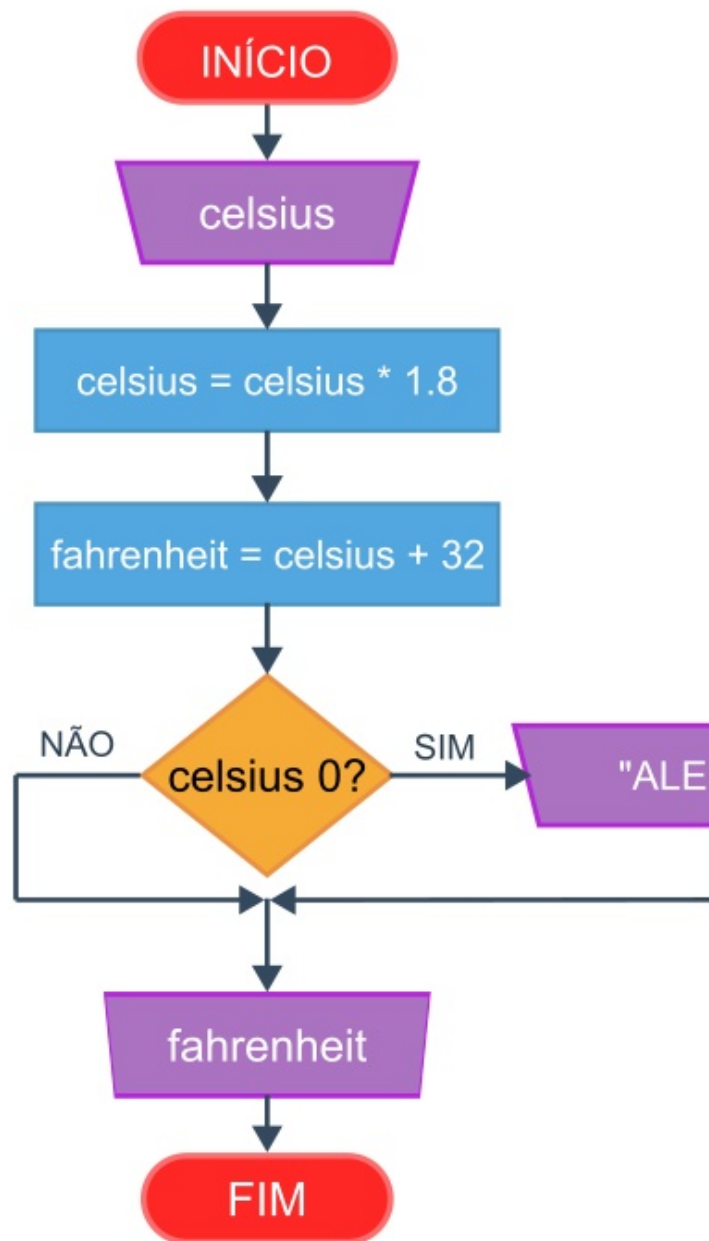 INÍCIO
celsius
celsius = celsius * 1.8
fahrenheit = celsius + 32
NÃO
celsius 0?
SIM
"ALE
fahrenheit
FIM